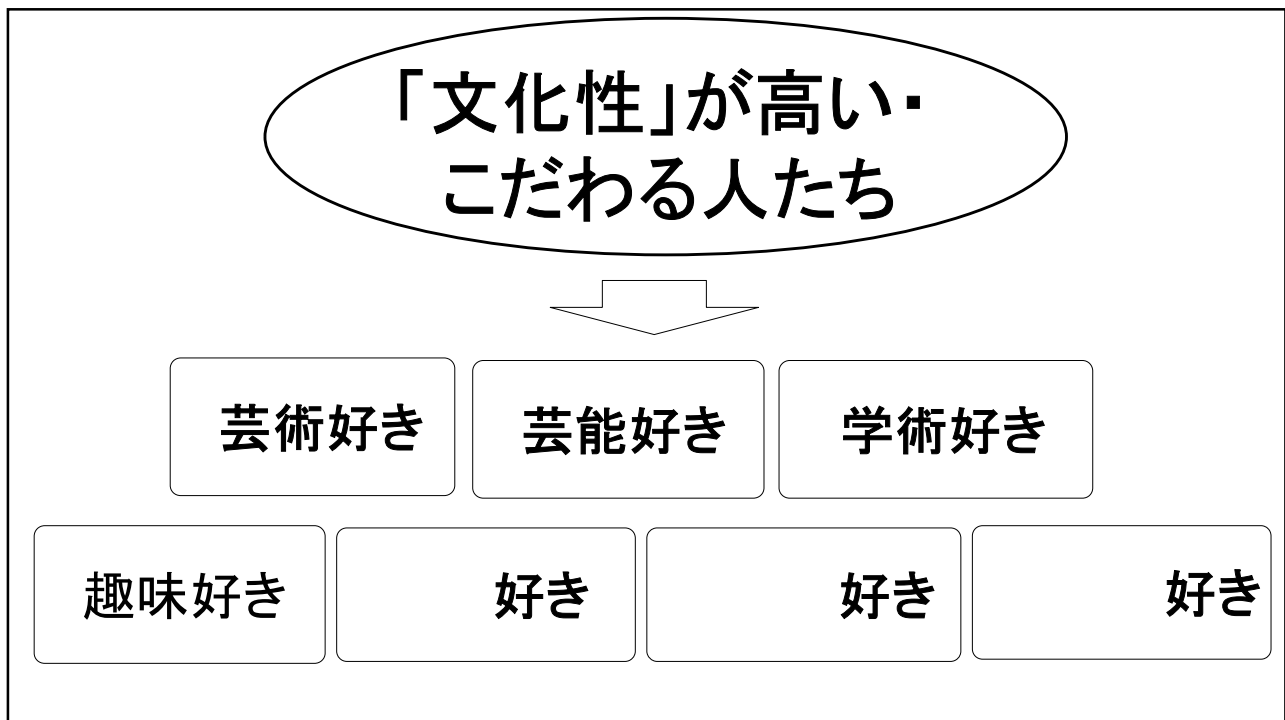 「文化性」が高い・
こだわる人たち
芸術好き
芸能好き
学術好き
趣味好き
好き
好き
好き